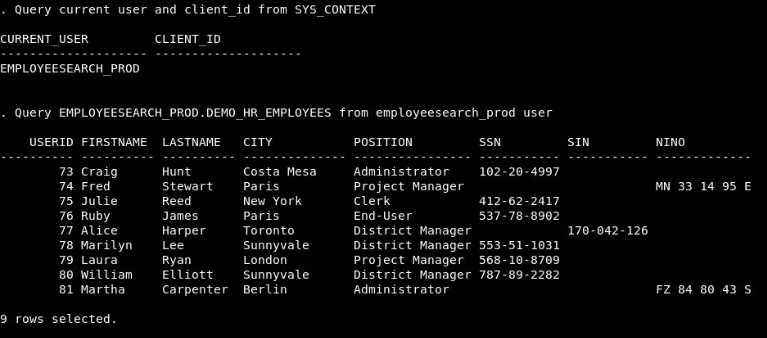 . Query current user and client_id from SYS_CONTEXT
CURRENT_USER         CLIENT_ID
-------------------- --------------------
EMPLOYEESEARCH_PROD
. Query EMPLOYEESEARCH_PROD.DEMO_HR_EMPLOYEES from employeesearch_prod user
    USERID FIRSTNAME  LASTNAME   CITY           POSITION         SSN         SIN         NINO
---------- ---------- ---------- -------------- ---------------- ----------- ----------- -------------
        73 Craig      Hunt       Costa Mesa     Administrator    102-20-4997
        74 Fred       Stewart    Paris          Project Manager                          MN 33 14 95 E
        75 Julie      Reed       New York       Clerk            412-62-2417
        76 Ruby       James      Paris          End-User         537-78-8902
        77 Alice      Harper     Toronto        District Manager             170-042-126
        78 Marilyn    Lee        Sunnyvale      District Manager 553-51-1031
        79 Laura      Ryan       London         Project Manager  568-10-8709
        80 William    Elliott    Sunnyvale      District Manager 787-89-2282
        81 Martha     Carpenter  Berlin         Administrator                            FZ 84 80 43 S
9 rows selected.